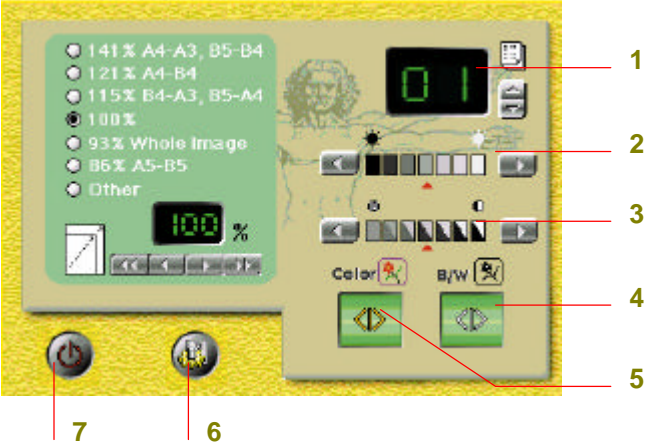 141% A4-A3, B5-B4
121% A4-B4
115% B4-A3, B5-A4
100%
93% Whole Image
86% A5-B5
Other
100 %
01
1
2
3
Color B/W
4
5
7 6